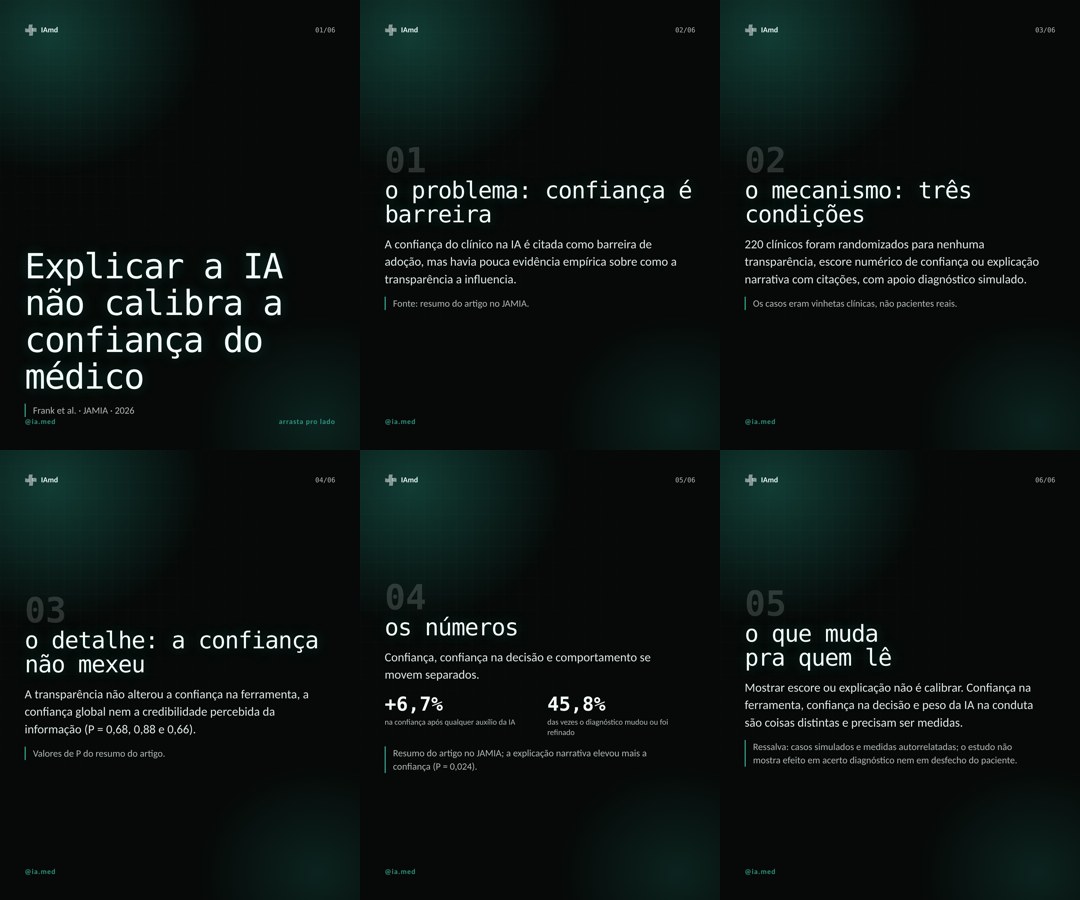 IAmd
01/06
Explicar a IA
não calibra a
confiança do
médico
Frank et al. · JAMIA · 2026
@ia.med
arrasta pro lado
IAmd
02/06
01
o problema: confiança é
barreira
A confiança do clínico na IA é citada como barreira de
adoção, mas havia pouca evidência empírica sobre como a
transparência a influencia.
Fonte: resumo do artigo no JAMIA.
@ia.med
IAmd
03/06
02
o mecanismo: três
condições
220 clínicos foram randomizados para nenhuma
transparência, escore numérico de confiança ou explicação
narrativa com citações, com apoio diagnóstico simulado.
Os casos eram vinhetas clínicas, não pacientes reais.
@ia.med
IAmd
04/06
03
o detalhe: a confiança
não mexeu
A transparência não alterou a confiança na ferramenta, a
confiança global nem a credibilidade percebida da
informação (P = 0,68, 0,88 e 0,66).
Valores de P do resumo do artigo.
@ia.med
IAmd
05/06
04
os números
Confiança, confiança na decisão e comportamento se
movem separados.
+6,7%
na confiança após qualquer auxílio da IA
45,8%
das vezes o diagnóstico mudou ou foi
refinado
Resumo do artigo no JAMIA; a explicação narrativa elevou mais a
confiança (P = 0,024).
@ia.med
IAmd
06/06
05
o que muda
pra quem lê
Mostrar escore ou explicação não é calibrar. Confiança na
ferramenta, confiança na decisão e peso da IA na conduta
são coisas distintas e precisam ser medidas.
Ressalva: casos simulados e medidas autorrelatadas; o estudo não
mostra efeito em acerto diagnóstico nem em desfecho do paciente.
@ia.med